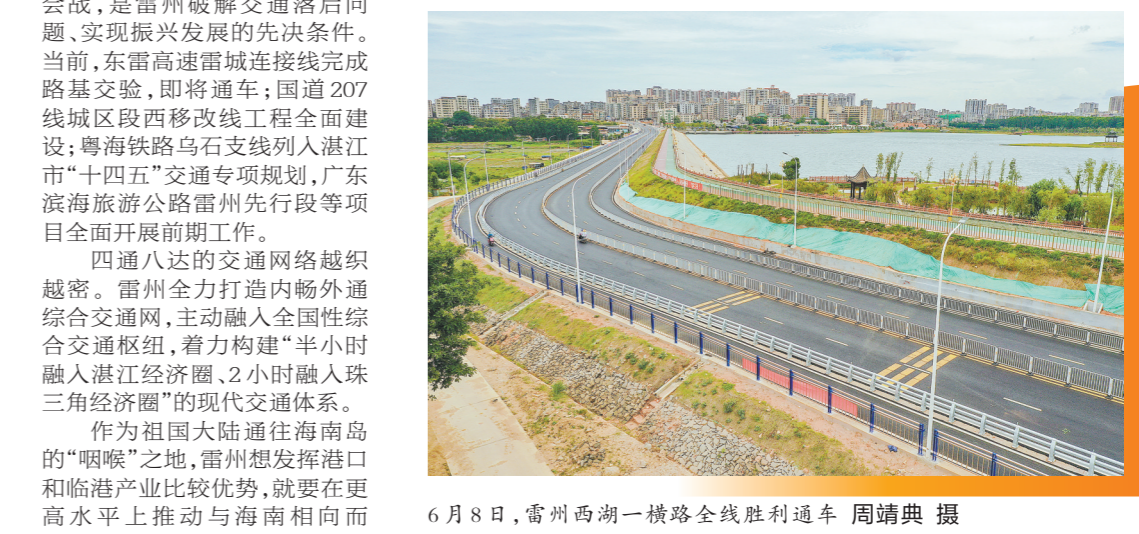 会战，是雷州破解交通落后问
题、实现振兴发展的先决条件。
当前，东雷高速雷城连接线完成
路基交验，即将通车；国道207
线城区段西移改线工程全面建
设；粤海铁路乌石支线列入湛江
市“十四五”交通专项规划，广东
滨海旅游公路雷州先行段等项
目全面开展前期工作。
四通八达的交通网络越织
越密。雷州全力打造内畅外通
综合交通网，主动融入全国性综
合交通枢纽，着力构建“半小时
融入湛江经济圈、2小时融入珠
三角经济圈”的现代交通体系。
作为祖国大陆通往海南岛
的“咽喉”之地，雷州想发挥港口
和临港产业比较优势，就要在更
高水平上推动与海南相向而
6月8日，雷州西湖一横路全线胜利通车 周靖典 摄